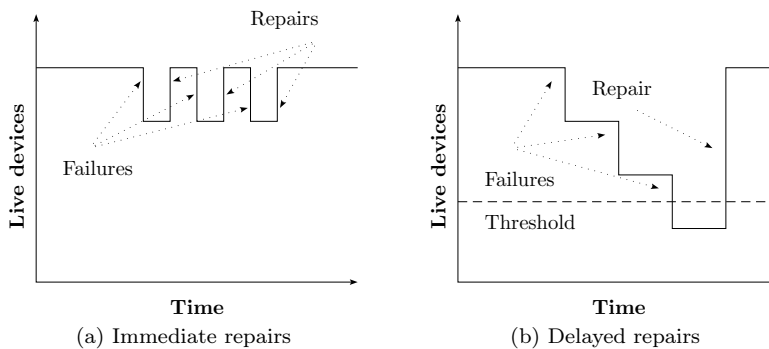 Repairs
Failures
Live devices
Time
(a) Immediate repairs
Repair
Failures
Threshold
Live devices
Time
(b) Delayed repairs